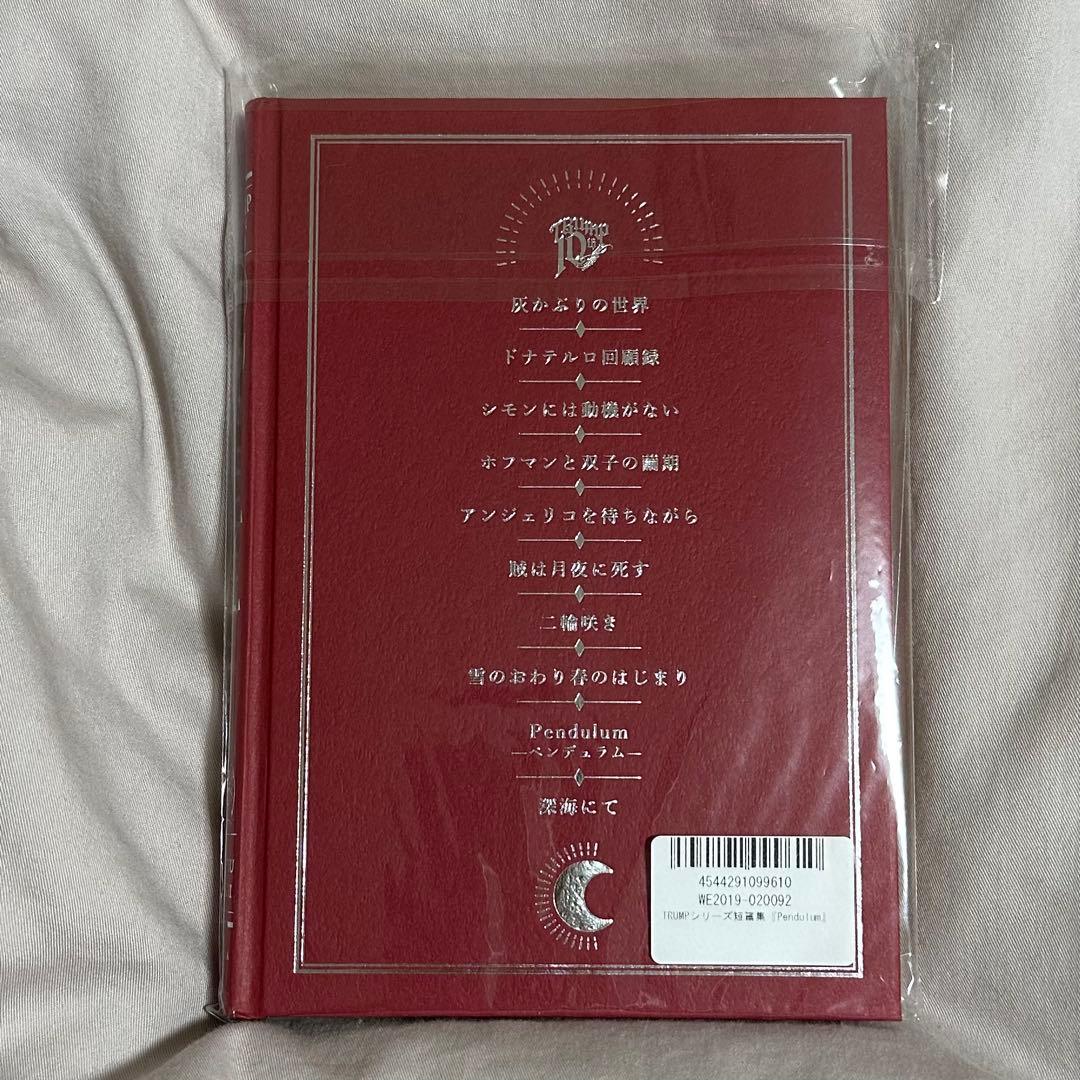 TRUMP
10th
灰かぶりの世界
ドナテルロ回顧録
シモンには動機がない
ホフマンと双子の繭期
アンジェリコを待ちながら
賊は月夜に死す
二輪咲き
雪のおわり春のはじまり
Pendulum
―ペンデュラム―
深海にて
4544291099610
WE2019-020092
TRUMPシリーズ短篇集『Pendulum』